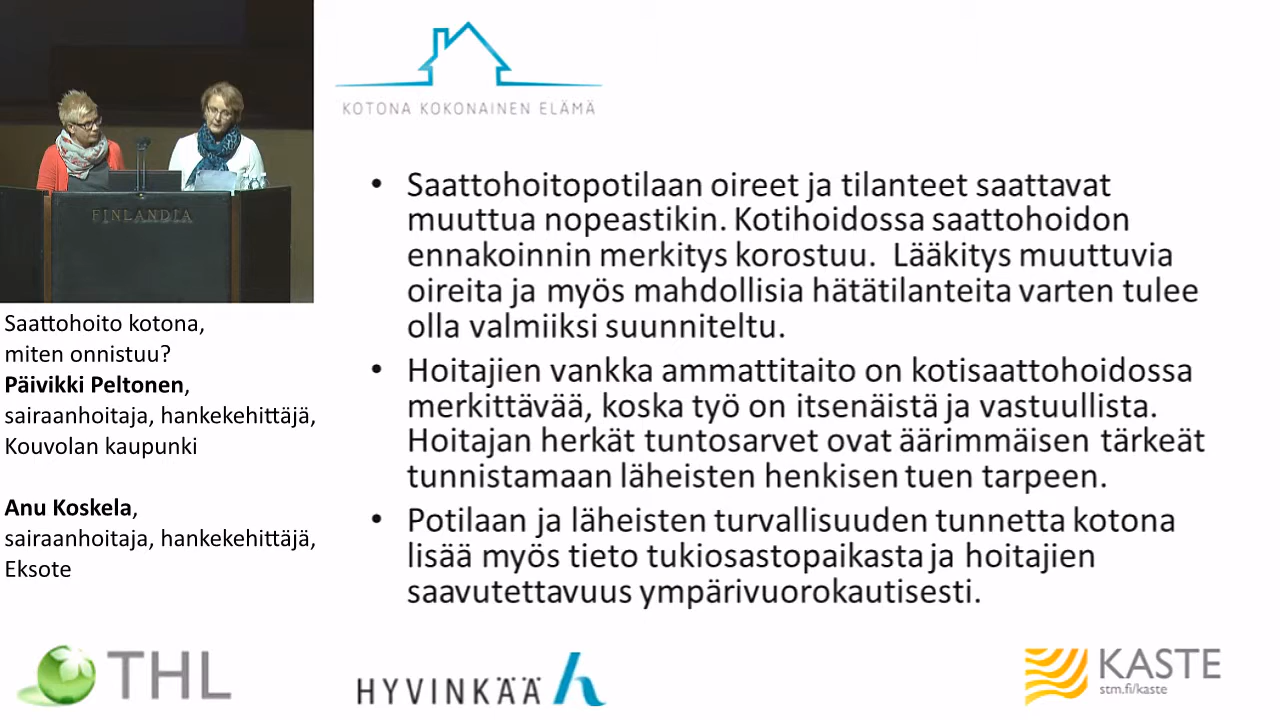 KOTONA KOKONAINEN ELÄMÄ
FINLANDIA
Saattohoito kotona,
miten onnistuu?
Päivikki Peltonen,
sairaanhoitaja, hankekehittäjä,
Kouvolan kaupunki
Anu Koskela,
sairaanhoitaja, hankekehittäjä,
Eksote
• Saattohoitopotilaan oireet ja tilanteet saattavat
muuttua nopeastikin. Kotihoidossa saattohoidon
ennakoinnin merkitys korostuu. Lääkitys muuttuvia
oireita ja myös mahdollisia hätätilanteita varten tulee
olla valmiiksi suunniteltu.
• Hoitajien vankka ammattitaito on kotisaattohoidossa
merkittävää, koska työ on itsenäistä ja vastuullista.
Hoitajan herkät tuntosarvet ovat äärimmäisen tärkeät
tunnistamaan läheisten henkisen tuen tarpeen.
• Potilaan ja läheisten turvallisuuden tunnetta kotona
lisää myös tieto tukiosastopaikasta ja hoitajien
saavutettavuus ympärivuorokautisesti.
THL
HYVINKÄÄ
KASTE
stm.fi/kaste